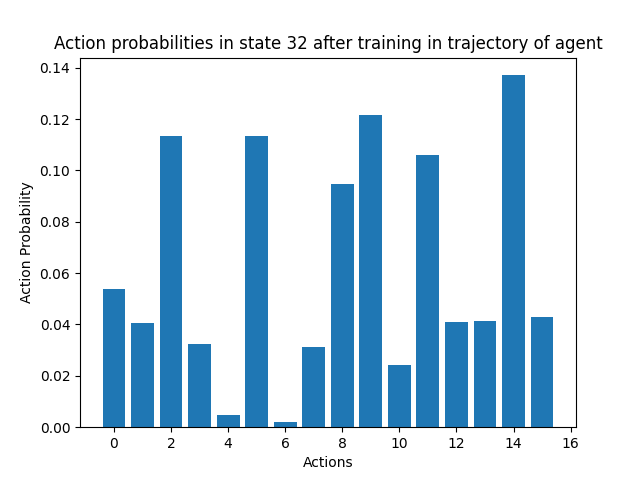 Action probabilities in state 32 after training in trajectory of agent
0.14
0.12
0.10
0.08
0.06
0.04
0.02
0.00
Action Probability
0 2 4 6 8 10 12 14 16
Actions